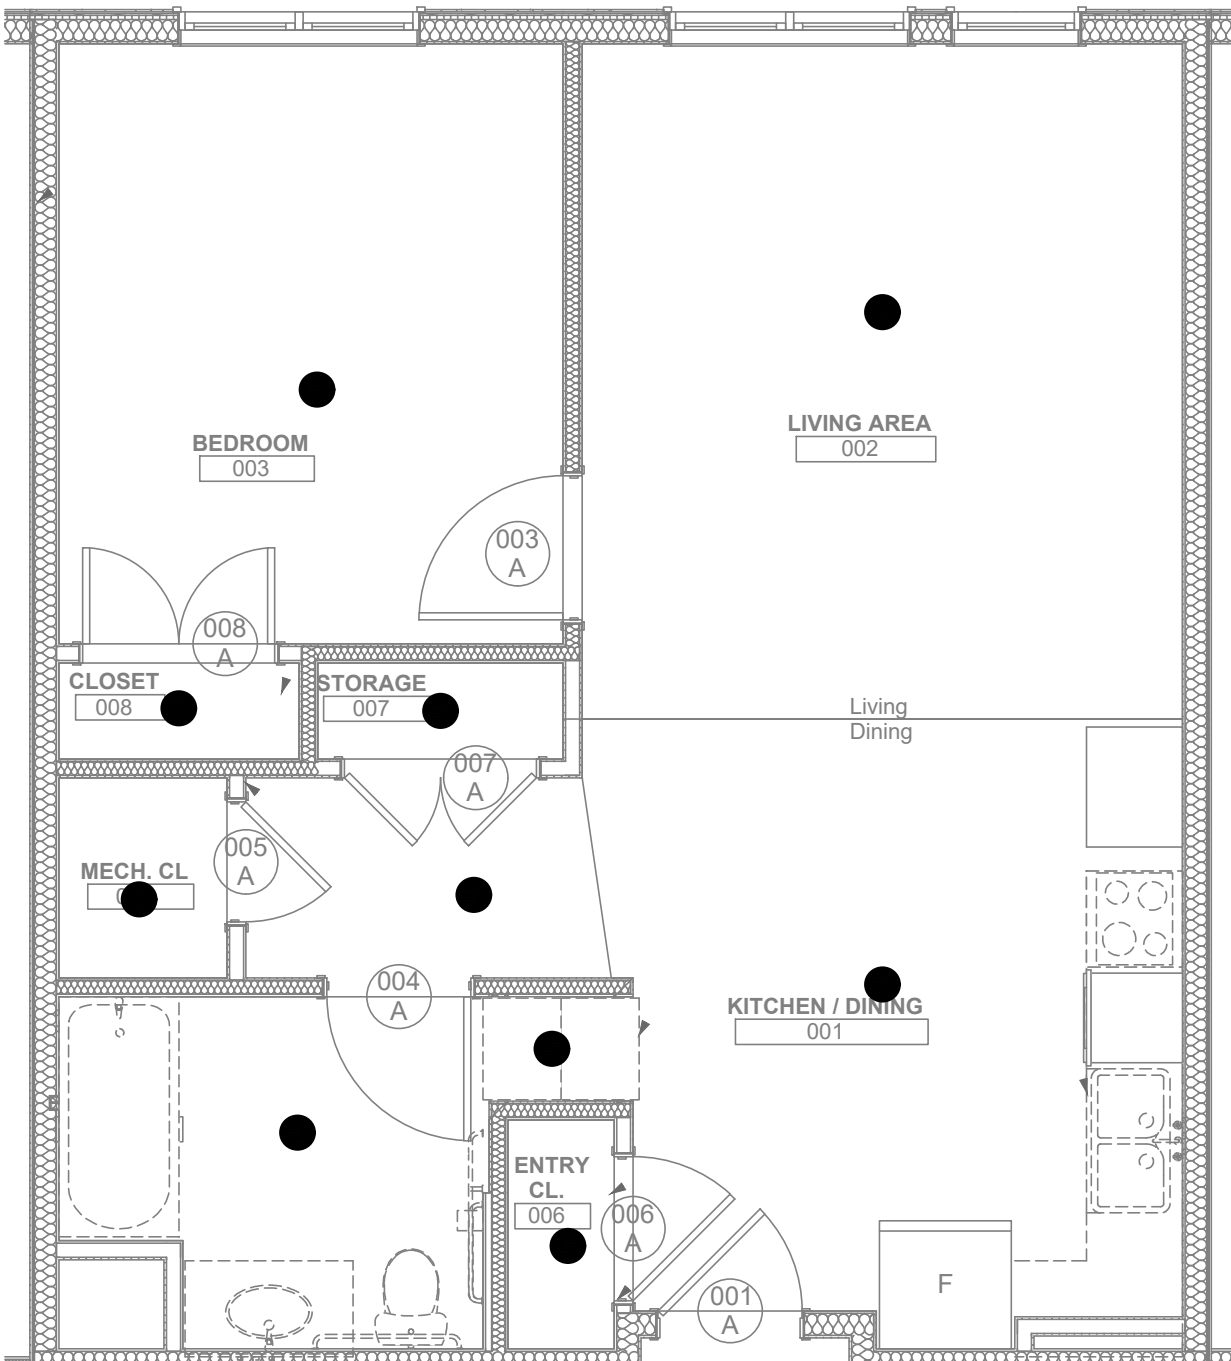 LIVING AREA
002
BEDROOM
003
003
A
008
A
CLOSET
008
STORAGE
007
Living
Dining
007
A
005
A
MECH. CL
004
A
KITCHEN / DINING
001
ENTRY
CL.
006
006
A
001
A
F